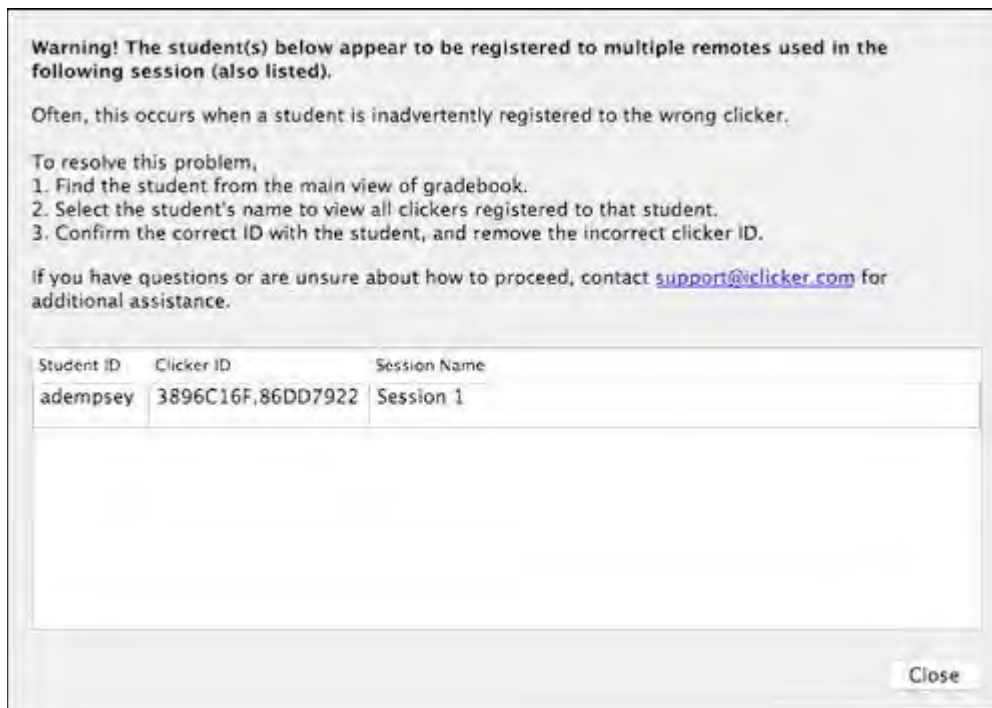 Warning! The student(s) below appear to be registered to multiple remotes used in the
following session (also listed).
Often, this occurs when a student is inadvertently registered to the wrong clicker.
To resolve this problem,
1. Find the student from the main view of gradebook.
2. Select the student's name to view all clickers registered to that student.
3. Confirm the correct ID with the student, and remove the incorrect clicker ID.
If you have questions or are unsure about how to proceed, contact support@iclicker.com for
additional assistance.
Student ID Clicker ID Session Name
adempsey 3896C16F,86DD7922 Session 1
Close